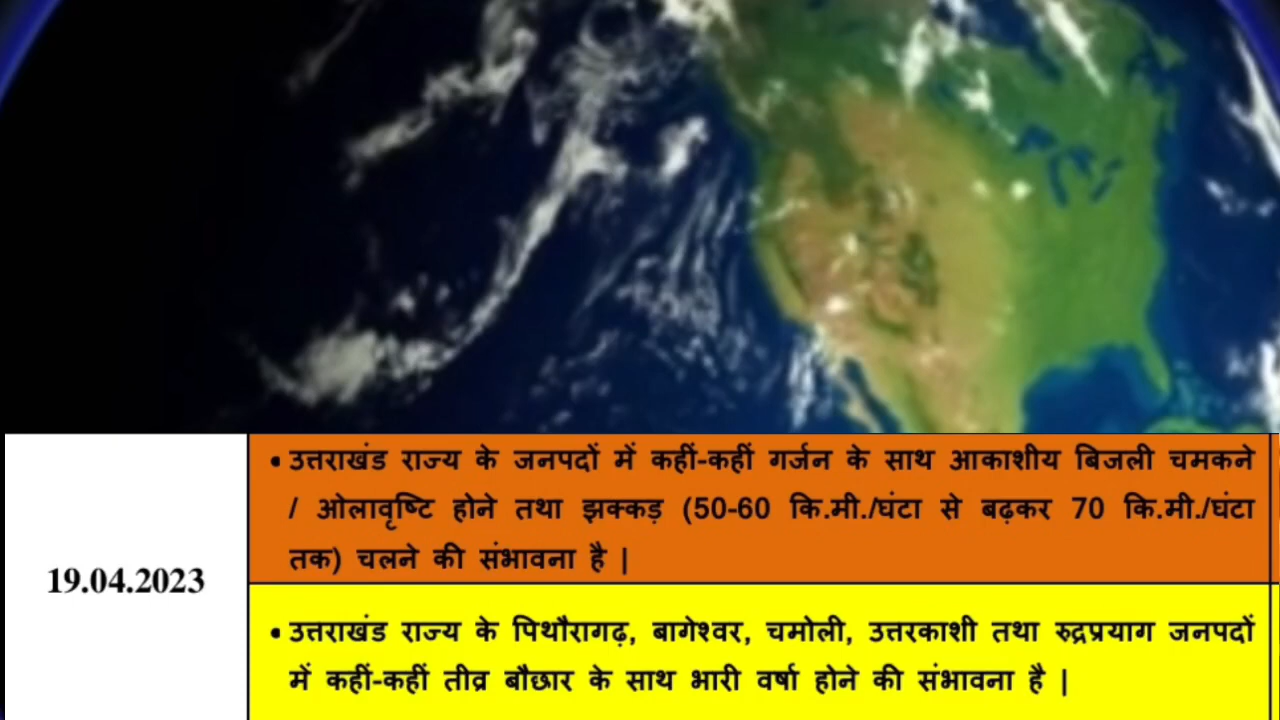 19.04.2023
• उत्तराखंड राज्य के जनपदों में कहीं-कहीं गर्जन के साथ आकाशीय बिजली चमकने
/ ओलावृष्टि होने तथा झक्कड़ (50-60 कि.मी./घंटा से बढ़कर 70 कि.मी./घंटा
तक) चलने की संभावना है |
• उत्तराखंड राज्य के पिथौरागढ़, बागेश्वर, चमोली, उत्तरकाशी तथा रुद्रप्रयाग जनपदों
में कहीं-कहीं तीव्र बौछार के साथ भारी वर्षा होने की संभावना है |